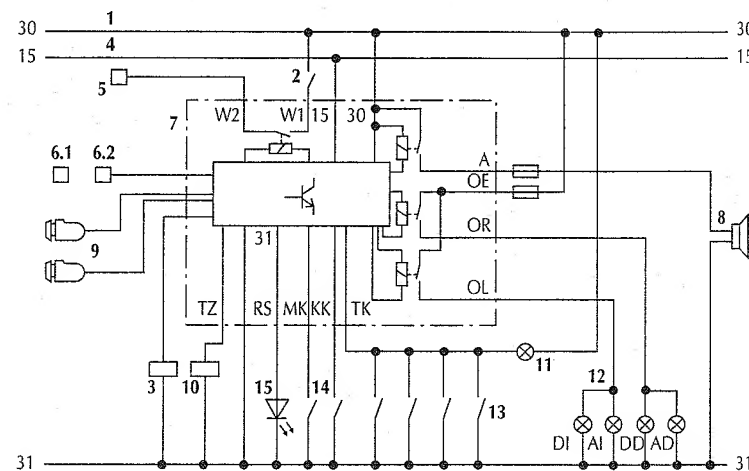 1
30 30
4
15 15
2
5
7 W2 W1 15 30
6.1 6.2 A
OE
8
OR
9 31
OL
TZ RS MK KK TK
11
3 10 15 14 12
13
DI AI DD AD
31 31